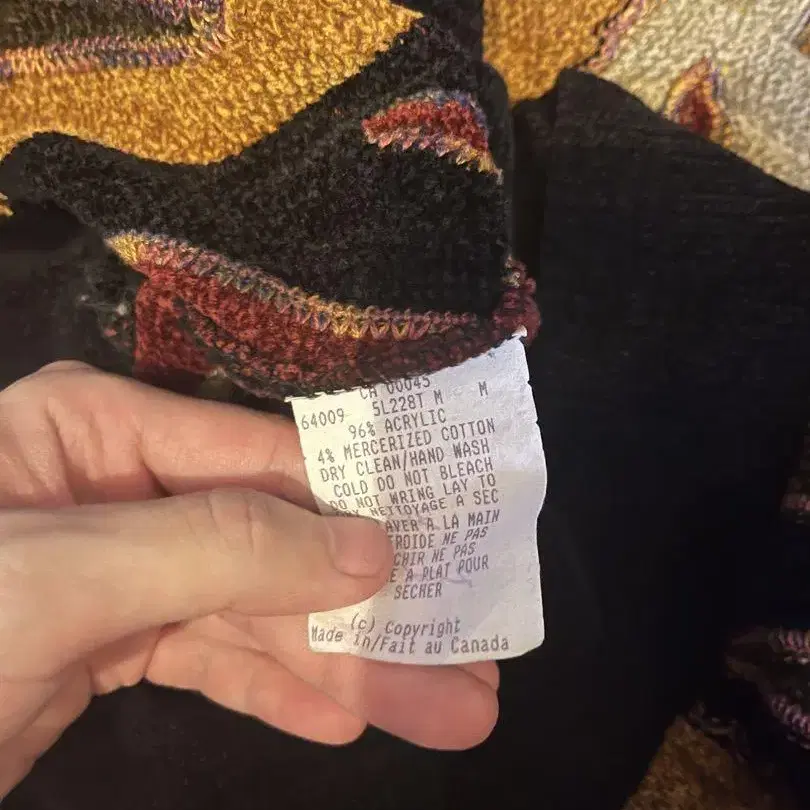 CA 00045
64009 5L228T M M
96% ACRYLIC
4% MERCERIZED COTTON
DRY CLEAN/HAND WASH
COLD DO NOT BLEACH
DO NOT WRING LAY TO
NETTOYAGE A SEC
AVER A LA MAIN
FROIDE NE PAS
CHIR NE PAS
E A PLAT POUR
SECHER
(c) Copyright
Made in/Fait au Canada